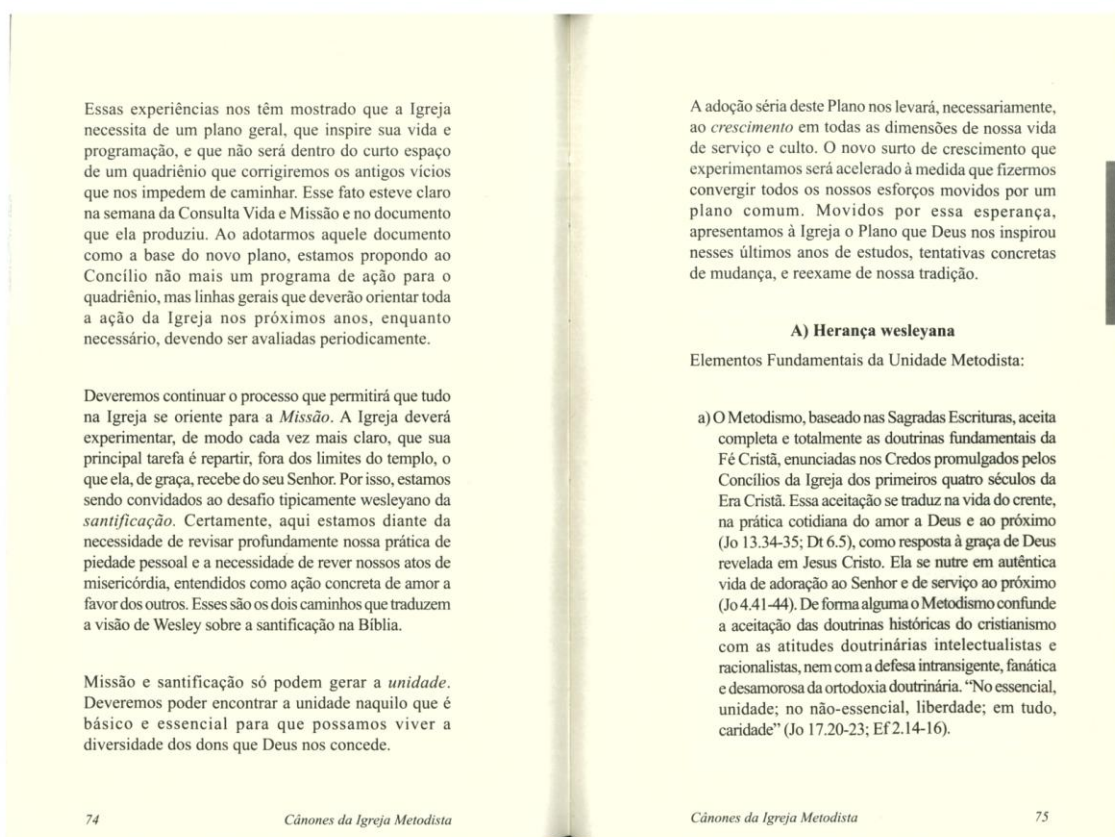 Essas experiências nos têm mostrado que a Igreja
necessita de um plano geral, que inspire sua vida e
programação, e que não será dentro do curto espaço
de um quadriênio que corrigiremos os antigos vícios
que nos impedem de caminhar. Esse fato esteve claro
na semana da Consulta Vida e Missão e no documento
que ela produziu. Ao adotarmos aquele documento
como a base do novo plano, estamos propondo ao
Concílio não mais um programa de ação para o
quadriênio, mas linhas gerais que deverão orientar toda
a ação da Igreja nos próximos anos, enquanto
necessário, devendo ser avaliadas periodicamente.
Deveremos continuar o processo que permitirá que tudo
na Igreja se oriente para a Missão. A Igreja deverá
experimentar, de modo cada vez mais claro, que sua
principal tarefa é repartir, fora dos limites do templo, o
que ela, de graça, recebe do seu Senhor. Por isso, estamos
sendo convidados ao desafio tipicamente wesleyano da
santificação. Certamente, aqui estamos diante da
necessidade de revisar profundamente nossa prática de
piedade pessoal e a necessidade de rever nossos atos de
misericórdia, entendidos como ação concreta de amor a
favor dos outros. Esses são os dois caminhos que traduzem
a visão de Wesley sobre a santificação na Bíblia.
Missão e santificação só podem gerar a unidade.
Deveremos poder encontrar a unidade naquilo que é
básico e essencial para que possamos viver a
diversidade dos dons que Deus nos concede.
74 Cânones da Igreja Metodista
A adoção séria deste Plano nos levará, necessariamente,
ao crescimento em todas as dimensões de nossa vida
de serviço e culto. O novo surto de crescimento que
experimentamos será acelerado à medida que fizermos
convergir todos os nossos esforços movidos por um
plano comum. Movidos por essa esperança,
apresentamos à Igreja o Plano que Deus nos inspirou
nesses últimos anos de estudos, tentativas concretas
de mudança, e reexame de nossa tradição.
A) Herança wesleyana
Elementos Fundamentais da Unidade Metodista:
a) O Metodismo, baseado nas Sagradas Escrituras, aceita
completa e totalmente as doutrinas fundamentais da
Fé Cristã, enunciadas nos Credos promulgados pelos
Concílios da Igreja dos primeiros quatro séculos da
Era Cristã. Essa aceitação se traduz na vida do crente,
na prática cotidiana do amor a Deus e ao próximo
(Jo 13.34-35; Dt 6.5), como resposta à graça de Deus
revelada em Jesus Cristo. Ela se nutre em autêntica
vida de adoração ao Senhor e de serviço ao próximo
(Jo 4.41-44). De forma alguma o Metodismo confunde
a aceitação das doutrinas históricas do cristianismo
com as atitudes doutrinárias intelectualistas e
racionalistas, nem com a defesa intransigente, fanática
e desamorosa da ortodoxia doutrinária. “No essencial,
unidade; no não-essencial, liberdade; em tudo,
caridade” (Jo 17.20-23; Ef 2.14-16).
Cânones da Igreja Metodista 75